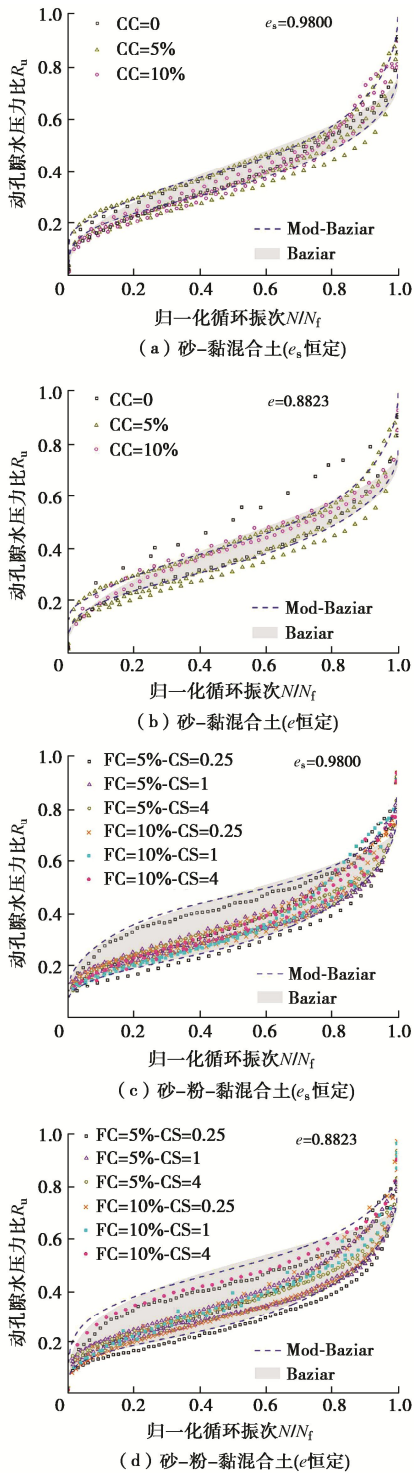 1.0
CC=0
CC=5%
CC=10%
es=0.9800
0.8
0.6
0.4
0.2
动孔隙水压力比Ru
Mod-Baziar
Baziar
0 0.2 0.4 0.6 0.8 1.0
归一化循环振次N/Nf
(a)砂-黏混合土(es恒定)
1.0
CC=0
CC=5%
CC=10%
e=0.8823
0.8
0.6
0.4
0.2
动孔隙水压力比Ru
Mod-Baziar
Baziar
0 0.2 0.4 0.6 0.8 1.0
归一化循环振次N/Nf
(b)砂-黏混合土(e恒定)
1.0
FC=5%-CS=0.25
FC=5%-CS=1
FC=5%-CS=4
FC=10%-CS=0.25
FC=10%-CS=1
FC=10%-CS=4
es=0.9800
0.8
0.6
0.4
0.2
动孔隙水压力比Ru
Mod-Baziar
Baziar
0 0.2 0.4 0.6 0.8 1.0
归一化循环振次N/Nf
(c)砂-粉-黏混合土(es恒定)
1.0
FC=5%-CS=0.25
FC=5%-CS=1
FC=5%-CS=4
FC=10%-CS=0.25
FC=10%-CS=1
FC=10%-CS=4
e=0.8823
0.8
0.6
0.4
0.2
动孔隙水压力比Ru
Mod-Baziar
Baziar
0 0.2 0.4 0.6 0.8 1.0
归一化循环振次N/Nf
(d)砂-粉-黏混合土(e恒定)